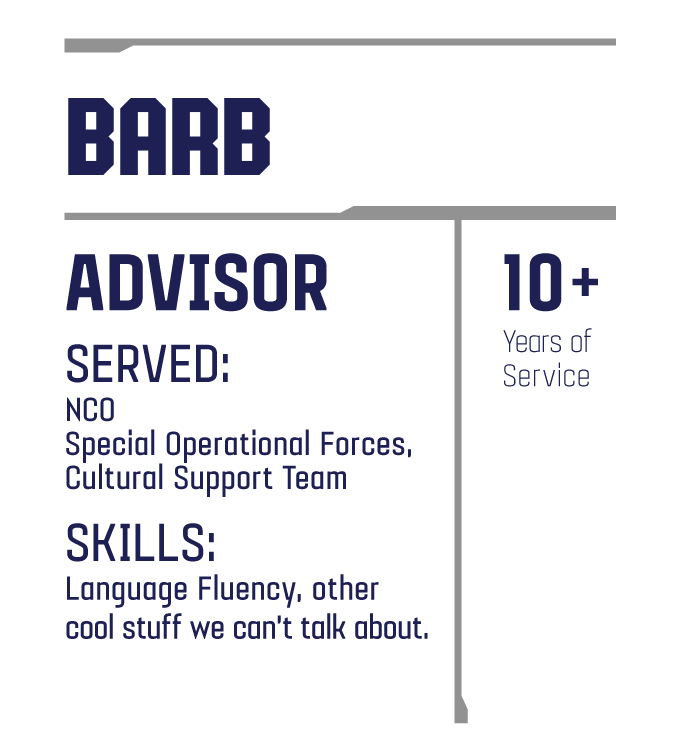 BARB
ADVISOR
SERVED:
NCO
Special Operational Forces,
Cultural Support Team
SKILLS:
Language Fluency, other
cool stuff we can't talk about.
10+
Years of
Service